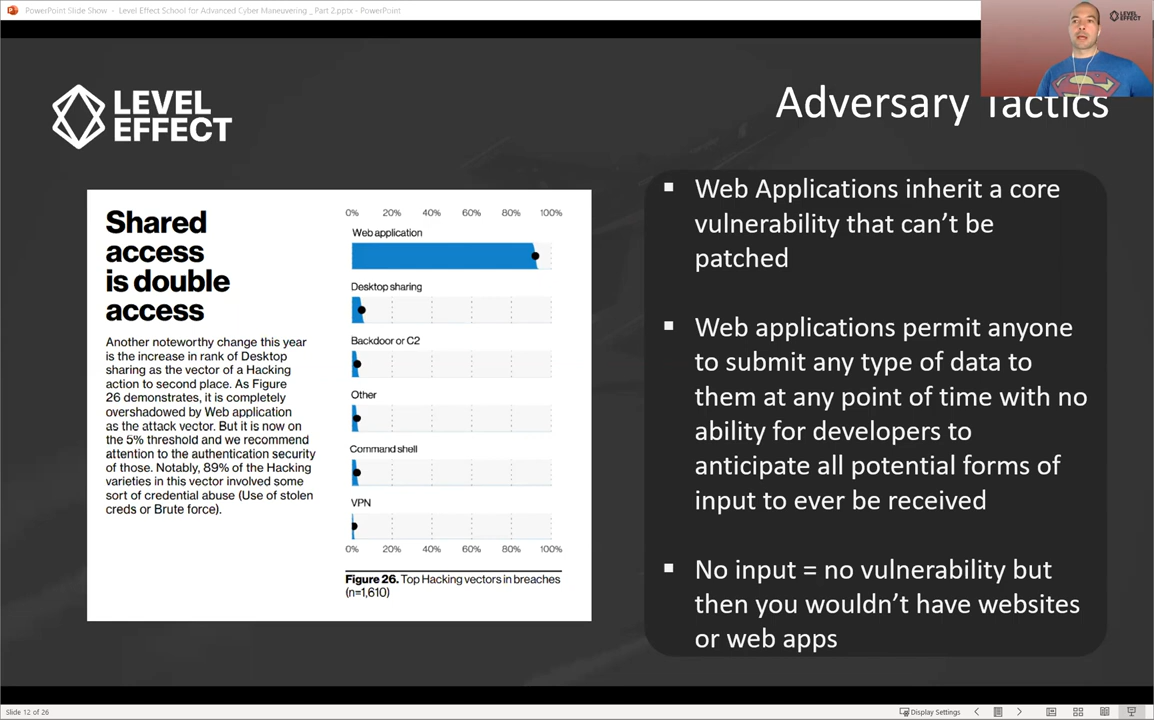 PowerPoint Slide Show - Level Effect School for Advanced Cyber Maneuvering _ Part 2.pptx - PowerPoint
LEVEL
EFFECT
LEVEL
EFFECT
Adversary Tactics
Shared
access
is double
access
Another noteworthy change this year
is the increase in rank of Desktop
sharing as the vector of a Hacking
action to second place. As Figure
26 demonstrates, it is completely
overshadowed by Web application
as the attack vector. But it is now on
the 5% threshold and we recommend
attention to the authentication security
of those. Notably, 89% of the Hacking
varieties in this vector involved some
sort of credential abuse (Use of stolen
creds or Brute force).
0% 20% 40% 60% 80% 100%
Web application
Desktop sharing
Backdoor or C2
Other
Command shell
VPN
0% 20% 40% 60% 80% 100%
Figure 26. Top Hacking vectors in breaches
(n=1,610)
▪ Web Applications inherit a core
vulnerability that can’t be
patched
▪ Web applications permit anyone
to submit any type of data to
them at any point of time with no
ability for developers to
anticipate all potential forms of
input to ever be received
▪ No input = no vulnerability but
then you wouldn’t have websites
or web apps
Slide 12 of 26
Display Settings